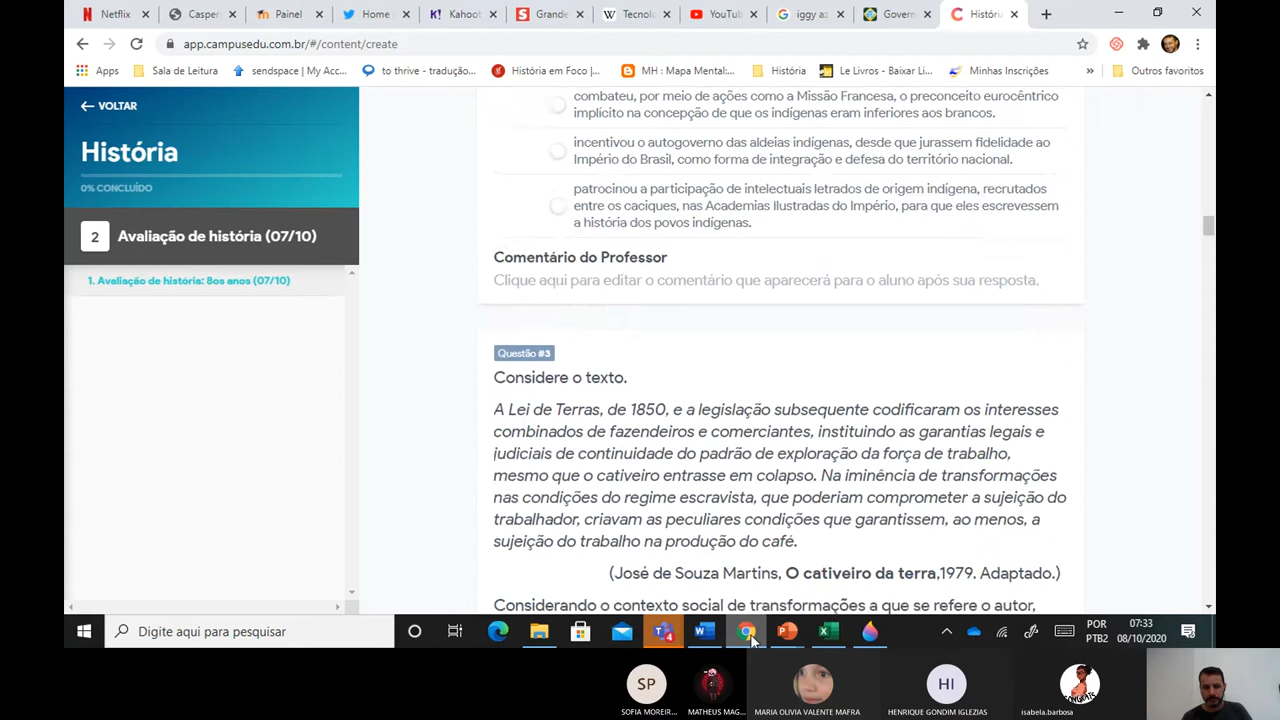 Netflix
Casper
Painel
Home /
Kahoot
Grande
Tecnol
YouTub
iggy az
Govern
Históri
app.campusedu.com.br/#/content/create
Apps
Sala de Leitura
sendspace | My Acc...
to thrive - tradução...
História em Foco |...
MH : Mapa Mental:...
História
Le Livros - Baixar Li...
Minhas Inscrições
»
Outros favoritos
VOLTAR
História
0% CONCLUÍDO
2 Avaliação de história (07/10)
1. Avaliação de história: 8os anos (07/10)
combateu, por meio de ações como a Missão Francesa, o preconceito eurocêntrico
implícito na concepção de que os indígenas eram inferiores aos brancos.
incentivou o autogoverno das aldeias indígenas, desde que jurassem fidelidade ao
Império do Brasil, como forma de integração e defesa do território nacional.
patrocinou a participação de intelectuais letrados de origem indígena, recrutados
entre os caciques, nas Academias Ilustradas do Império, para que eles escrevessem
a história dos povos indígenas.
Comentário do Professor
Clique aqui para editar o comentário que aparecerá para o aluno após sua resposta.
Questão #3
Considere o texto.
A Lei de Terras, de 1850, e a legislação subsequente codificaram os interesses
combinados de fazendeiros e comerciantes, instituindo as garantias legais e
judiciais de continuidade do padrão de exploração da força de trabalho,
mesmo que o cativeiro entrasse em colapso. Na iminência de transformações
nas condições do regime escravista, que poderiam comprometer a sujeição do
trabalhador, criavam as peculiares condições que garantissem, ao menos, a
sujeição do trabalho na produção do café.
(José de Souza Martins, O cativeiro da terra,1979. Adaptado.)
Considerando o contexto social de transformações a que se refere o autor,
Digite aqui para pesquisar
POR
PTB2
07:33
08/10/2020
SP
HI
SOFIA MOREIR...
MATHEUS MAG...
MARIA OLIVIA VALENTE MAFRA
HENRIQUE GONDIM IGLEZIAS
isabela.barbosa